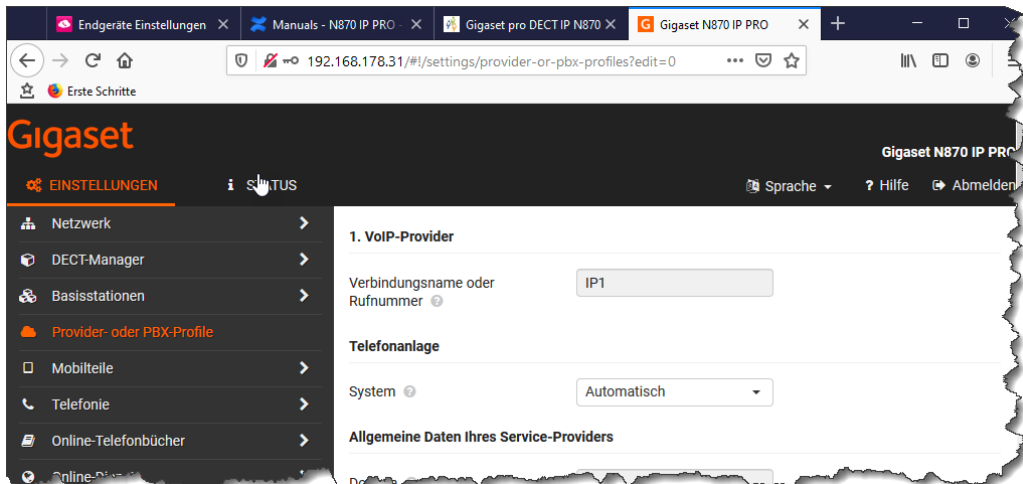 Endgeräte Einstellungen
Manuals - N870 IP PRO -
Gigaset pro DECT IP N870
G Gigaset N870 IP PRO
192.168.178.31/#!/settings/provider-or-pbx-profiles?edit=0
Erste Schritte
Gigaset
Gigaset N870 IP PRO
EINSTELLUNGEN
STATUS
Sprache
? Hilfe
Abmelden
Netzwerk
DECT-Manager
Basisstationen
Provider- oder PBX-Profile
Mobilteile
Telefonie
Online-Telefonbücher
1. VoIP-Provider
Verbindungsname oder
Rufnummer
IP1
Telefonanlage
System
Automatisch
Allgemeine Daten Ihres Service-Providers